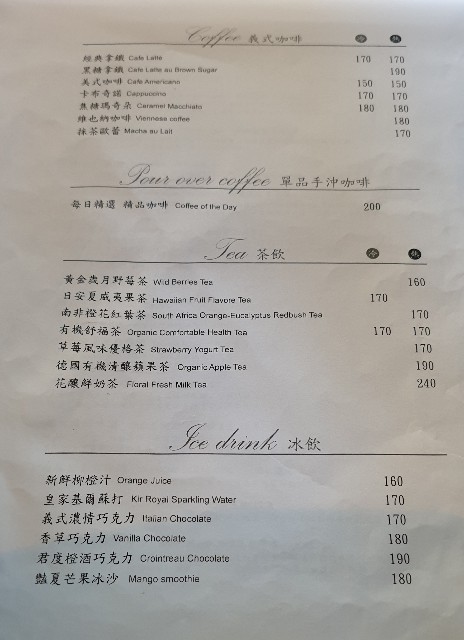 Coffee 義式咖啡 冷 熱
經典拿鐵 Cafe Latte 170 170
黑糖拿鐵 Cafe Latte au Brown Sugar 190
美式咖啡 Cafe Americano 150 150
卡布奇諾 Cappuccino 170 170
焦糖瑪奇朵 Caramel Macchiato 180 180
維也納咖啡 Viennese coffee 180
抹茶歐蕾 Macha au Lait 170
Pour over coffee 單品手沖咖啡
每日精選 精品咖啡 Coffee of the Day 200
Tea 茶飲 冷 熱
黃金歲月野莓茶 Wild Berries Tea 160
日安夏威夷果茶 Hawaiian Fruit Flavore Tea 170
南非橙花紅葉茶 South Africa Orange-Eucalyptus Redbush Tea 170
有機舒福茶 Organic Comfortable Health Tea 170 170
草莓風味優格茶 Strawberry Yogurt Tea 170
德國有機清釀蘋果茶 Organic Apple Tea 190
花釀鮮奶茶 Floral Fresh Milk Tea 240
Ice drink 冰飲
新鮮柳橙汁 Orange Juice 160
皇家基爾蘇打 Kir Royal Sparkling Water 170
義式濃情巧克力 Italian Chocolate 170
香草巧克力 Vanilla Chocolate 180
君度橙酒巧克力 Crointreau Chocolate 190
豔夏芒果冰沙 Mango smoothie 180